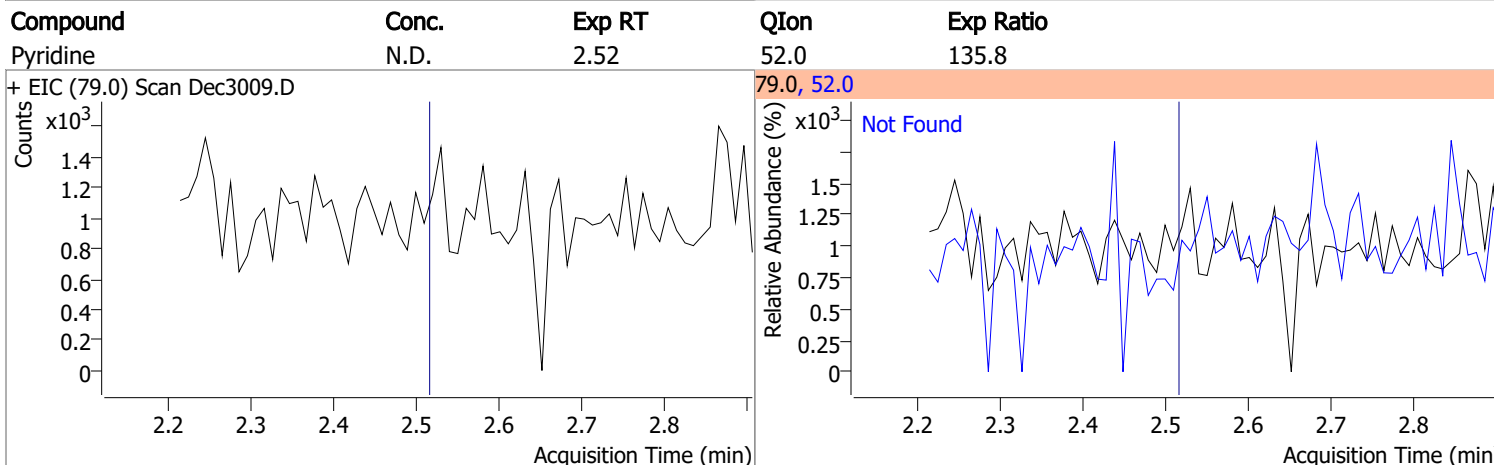 Compound Conc. Exp RT QIon Exp Ratio
Pyridine N.D. 2.52 52.0 135.8
+ EIC (79.0) Scan Dec3009.D
Counts
x10³
1.4
1.2
1
0.8
0.6
0.4
0.2
0
2.2 2.3 2.4 2.5 2.6 2.7 2.8
Acquisition Time (min)
79.0, 52.0
Relative Abundance (%)
x10³
Not Found
1.5
1.25
1
0.75
0.5
0.25
0
2.2 2.3 2.4 2.5 2.6 2.7 2.8
Acquisition Time (min